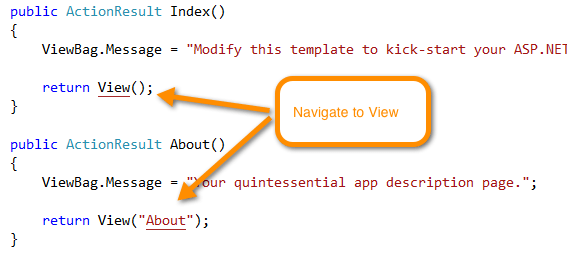 public ActionResult Index()
{
ViewBag.Message = "Modify this template to kick-start your ASP.NET
return View();
}
Navigate to View
public ActionResult About()
{
ViewBag.Message = "Your quintessential app description page.";
return View("About");
}